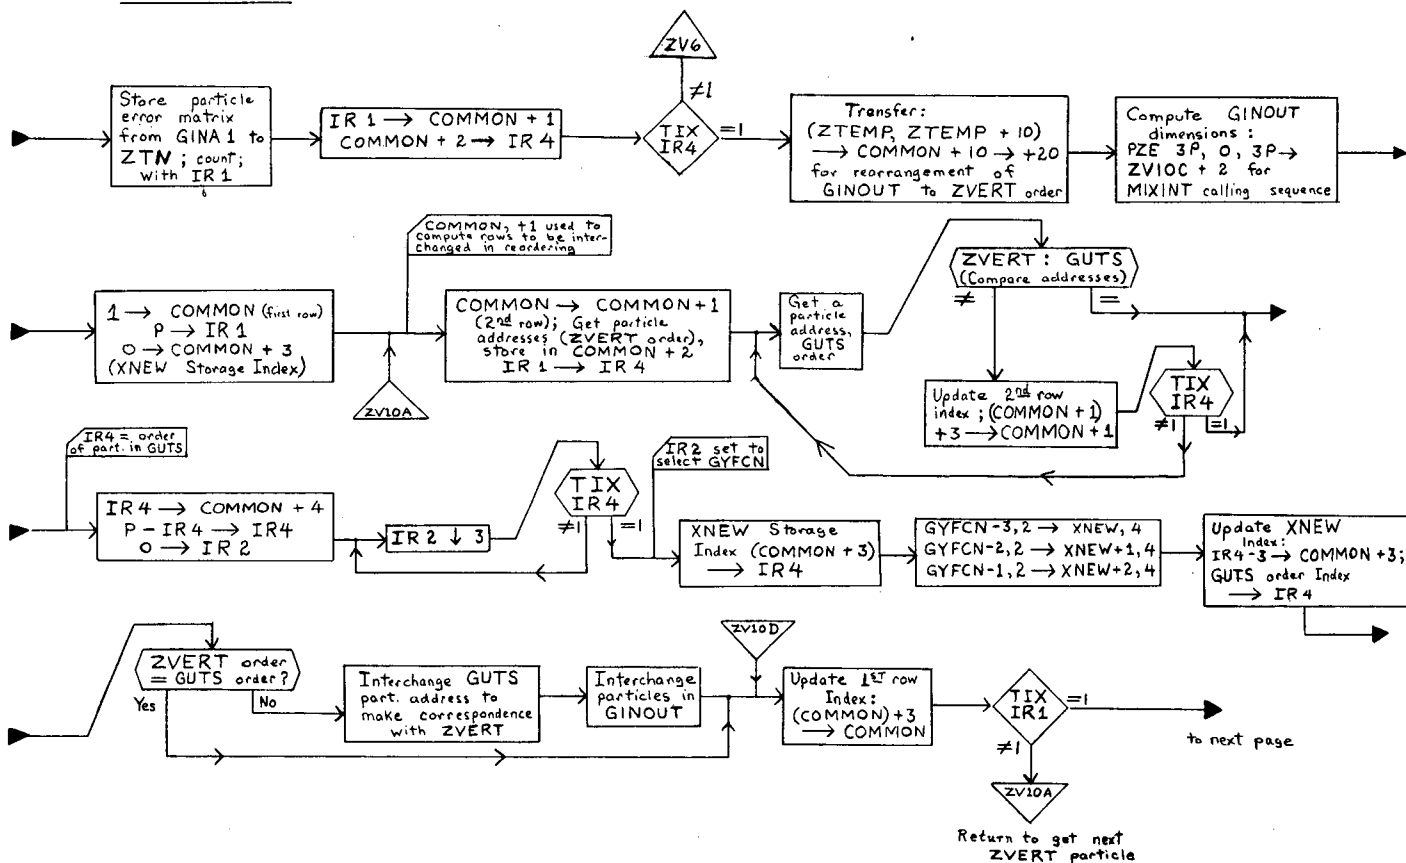 ZV6
≠1
Store particle
error matrix
from GINA1 to
ZTN ; count;
with IR1
IR 1 → COMMON + 1
COMMON + 2 → IR 4
TIX
IR4
=1
Transfer:
(ZTEMP, ZTEMP + 10)
→ COMMON + 10 → +20
for rearrangement of
GINOUT to ZVERT order
Compute GINOUT
dimensions :
PZE 3P, 0, 3P→
ZV10C + 2 for
MIXINT calling sequence
COMMON, +1 used to
compute rows to be inter-
changed in reordering
1 → COMMON (first row)
P → IR 1
0 → COMMON + 3
(XNEW Storage Index)
ZV10A
COMMON → COMMON + 1
(2nd row); Get particle
addresses (ZVERT order),
store in COMMON + 2
IR 1 → IR 4
Get a
particle
address,
GUTS
order
ZVERT : GUTS
(Compare addresses)
≠
=
Update 2nd row
index ; (COMMON + 1)
+3 → COMMON + 1
TIX
IR 4
≠1
=1
IR4 = order
of part. in GUTS
IR 4 → COMMON + 4
P - IR 4 → IR4
0 → IR 2
IR 2 ↓ 3
TIX
IR4
≠1
=1
IR2 set to
select GYFCN
XNEW Storage
Index (COMMON + 3)
→ IR 4
GYFCN-3,2 → XNEW, 4
GYFCN-2,2 → XNEW+1, 4
GYFCN-1,2 → XNEW+2, 4
Update XNEW
Index:
IR4-3 → COMMON+3;
GUTS order Index
→ IR 4
ZVERT order
= GUTS order?
Yes
No
Interchange GUTS
part. address to
make correspondence
with ZVERT
Interchange
particles in
GINOUT
ZV10D
Update 1ST row
Index:
(COMMON)+3
→ COMMON
TIX
IR1
=1
≠1
to next page
ZV10A
Return to get next
ZVERT particle